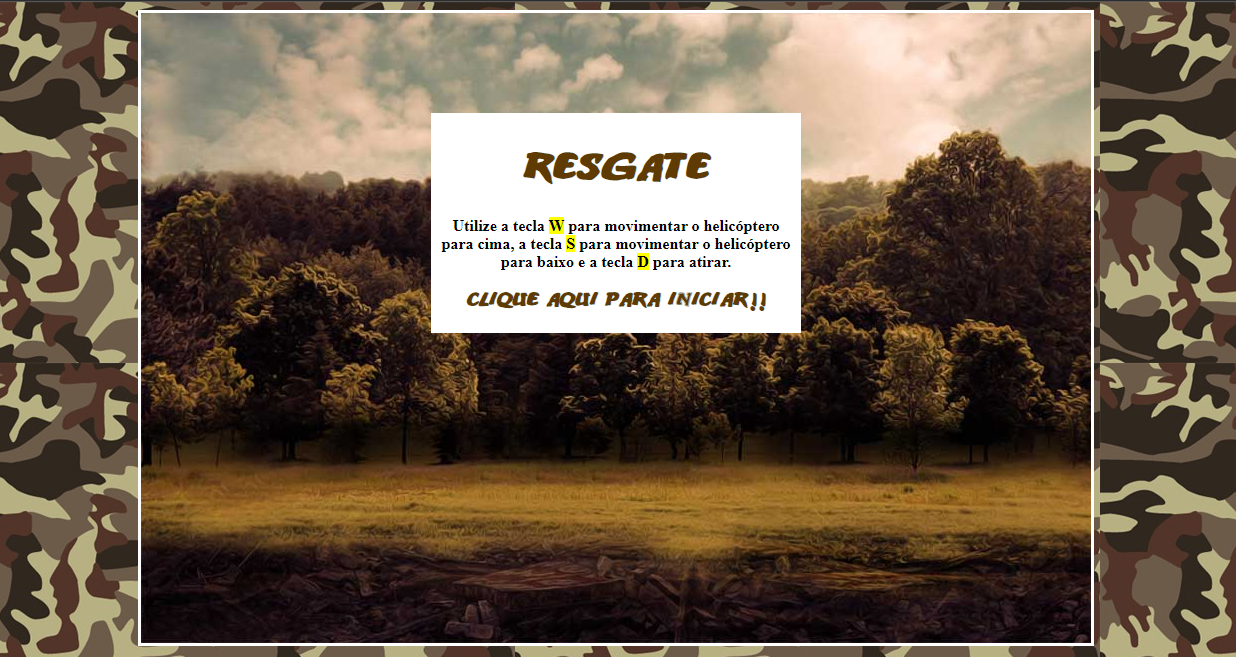 RESGATE
Utilize a tecla W para movimentar o helicóptero
para cima, a tecla S para movimentar o helicóptero
para baixo e a tecla D para atirar.
CLIQUE AQUI PARA INICIAR!!